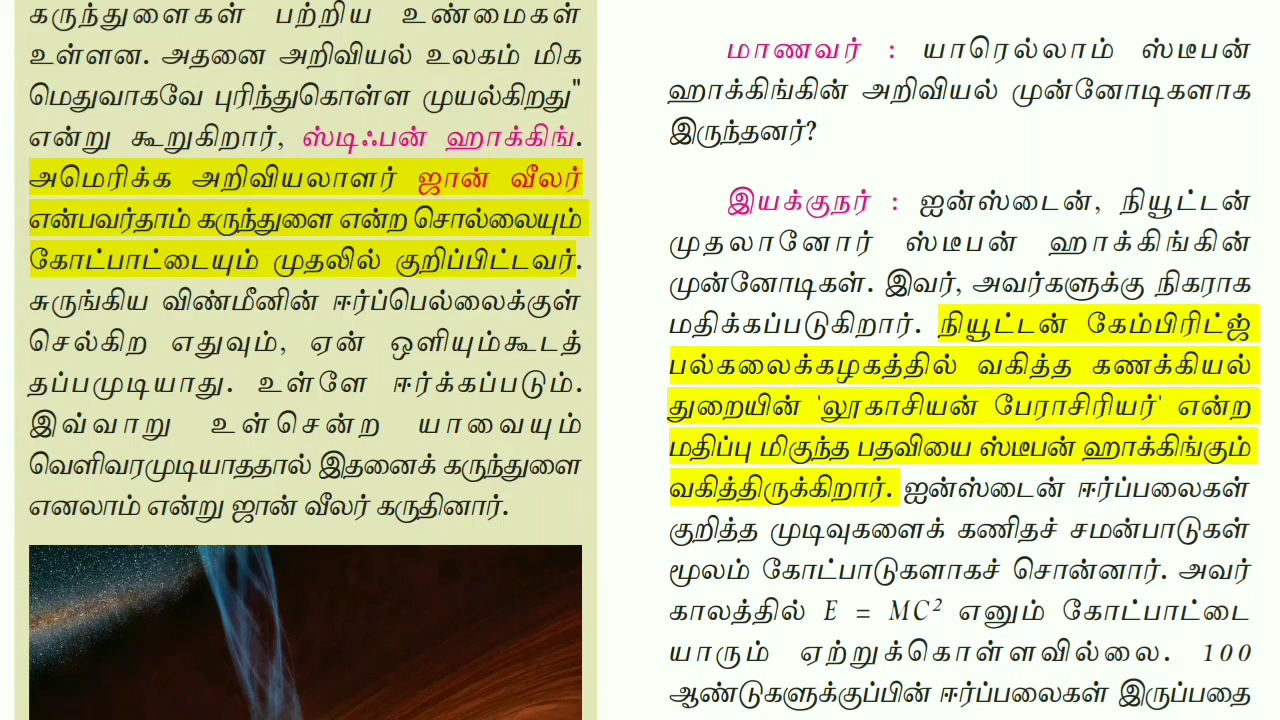 கருந்துளைகள் பற்றிய உண்மைகள்
உள்ளன. அதனை அறிவியல் உலகம் மிக
மெதுவாகவே புரிந்துகொள்ள முயல்கிறது"
என்று கூறுகிறார், ஸ்டிஃபன் ஹாக்கிங்.
அமெரிக்க அறிவியலாளர் ஜான் வீலர்
என்பவர்தாம் கருந்துளை என்ற சொல்லையும்
கோட்பாட்டையும் முதலில் குறிப்பிட்டவர்.
சுருங்கிய விண்மீனின் ஈர்ப்பெல்லைக்குள்
செல்கிற எதுவும், ஏன் ஒளியும்கூடத்
தப்பமுடியாது. உள்ளே ஈர்க்கப்படும்.
இவ்வாறு உள்சென்ற யாவையும்
வெளிவரமுடியாததால் இதனைக் கருந்துளை
எனலாம் என்று ஜான் வீலர் கருதினார்.
மாணவர் : யாரெல்லாம் ஸ்டீபன்
ஹாக்கிங்கின் அறிவியல் முன்னோடிகளாக
இருந்தனர்?
இயக்குநர் : ஐன்ஸ்டைன், நியூட்டன்
முதலானோர் ஸ்டீபன் ஹாக்கிங்கின்
முன்னோடிகள். இவர், அவர்களுக்கு நிகராக
மதிக்கப்படுகிறார். நியூட்டன் கேம்பிரிட்ஜ்
பல்கலைக்கழகத்தில் வகித்த கணக்கியல்
துறையின் 'லூகாசியன் பேராசிரியர்' என்ற
மதிப்பு மிகுந்த பதவியை ஸ்டீபன் ஹாக்கிங்கும்
வகித்திருக்கிறார். ஐன்ஸ்டைன் ஈர்ப்பலைகள்
குறித்த முடிவுகளைக் கணிதச் சமன்பாடுகள்
மூலம் கோட்பாடுகளாகச் சொன்னார். அவர்
காலத்தில் E = MC² எனும் கோட்பாட்டை
யாரும் ஏற்றுக்கொள்ளவில்லை. 100
ஆண்டுகளுக்குப்பின் ஈர்ப்பலைகள் இருப்பதை